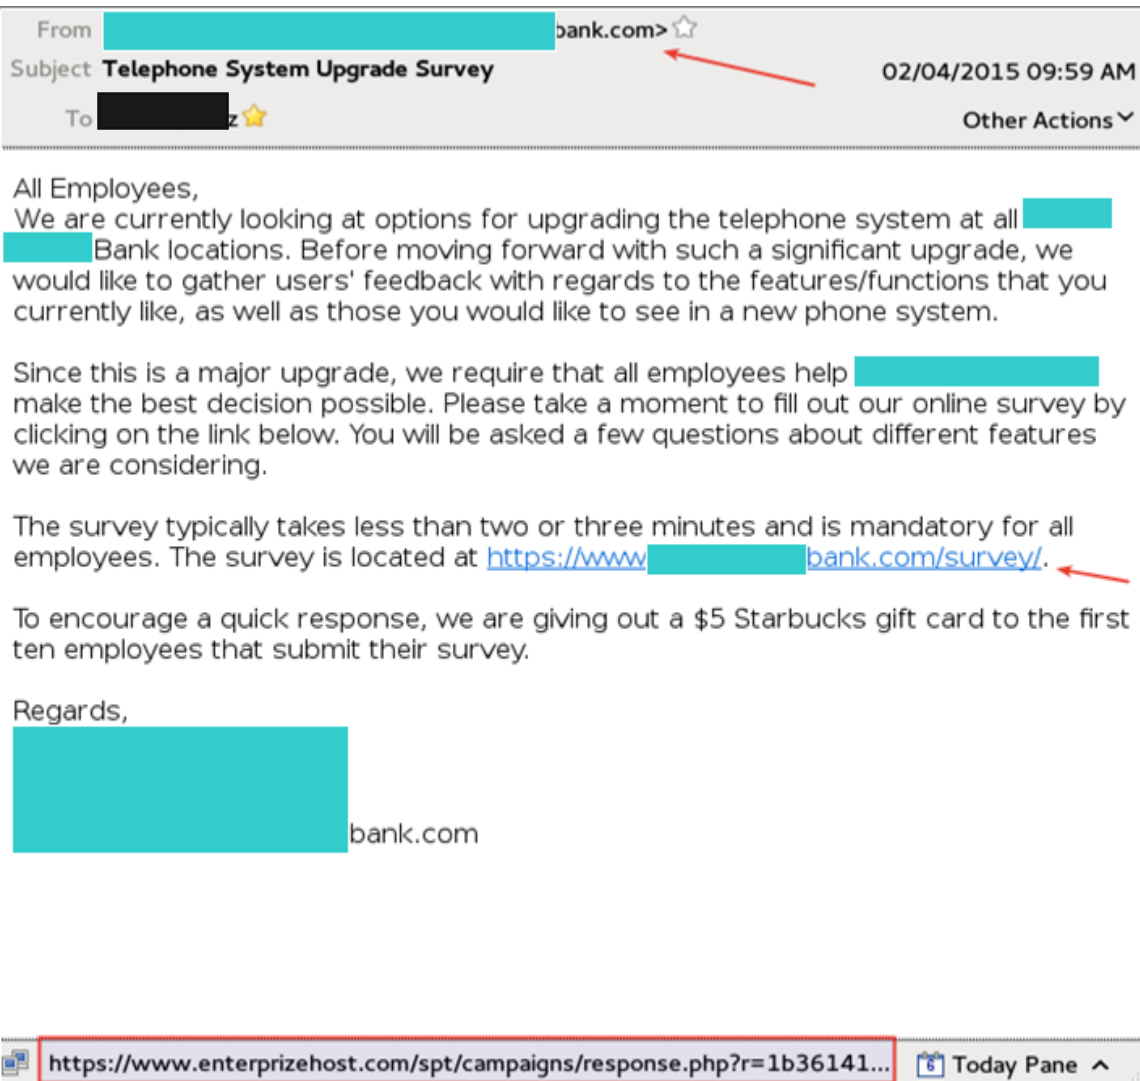 From bank.com>
Subject Telephone System Upgrade Survey 02/04/2015 09:59 AM
To z Other Actions
All Employees,
We are currently looking at options for upgrading the telephone system at all
Bank locations. Before moving forward with such a significant upgrade, we
would like to gather users' feedback with regards to the features/functions that you
currently like, as well as those you would like to see in a new phone system.
Since this is a major upgrade, we require that all employees help
make the best decision possible. Please take a moment to fill out our online survey by
clicking on the link below. You will be asked a few questions about different features
we are considering.
The survey typically takes less than two or three minutes and is mandatory for all
employees. The survey is located at https://www bank.com/survey/.
To encourage a quick response, we are giving out a $5 Starbucks gift card to the first
ten employees that submit their survey.
Regards,
bank.com
https://www.enterprizehost.com/spt/campaigns/response.php?r=1b36141... 6 Today Pane